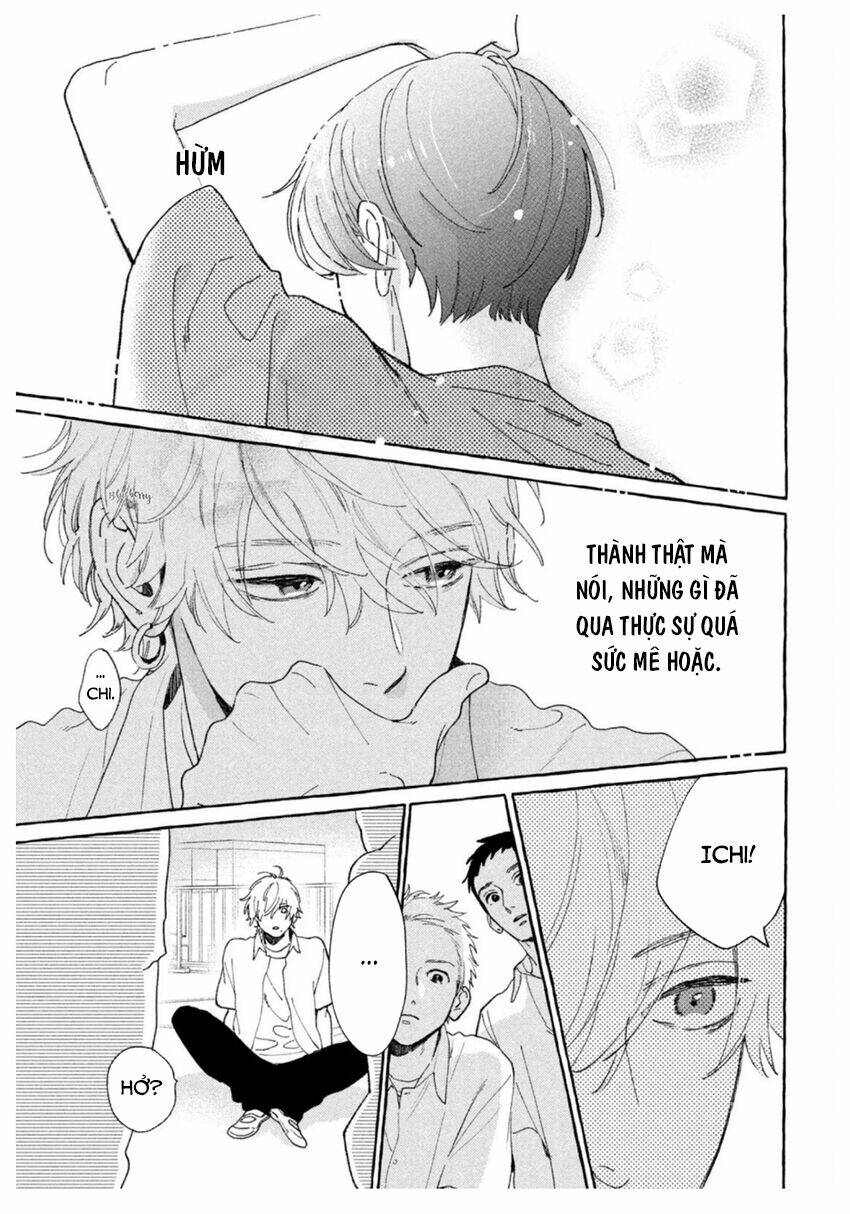 HỪM
THÀNH THẬT MÀ
NÓI, NHỮNG GÌ ĐÃ
QUA THỰC SỰ QUÁ
SỨC MÊ HOẶC.
...
CHI.
ICHI!
...
HỞ?